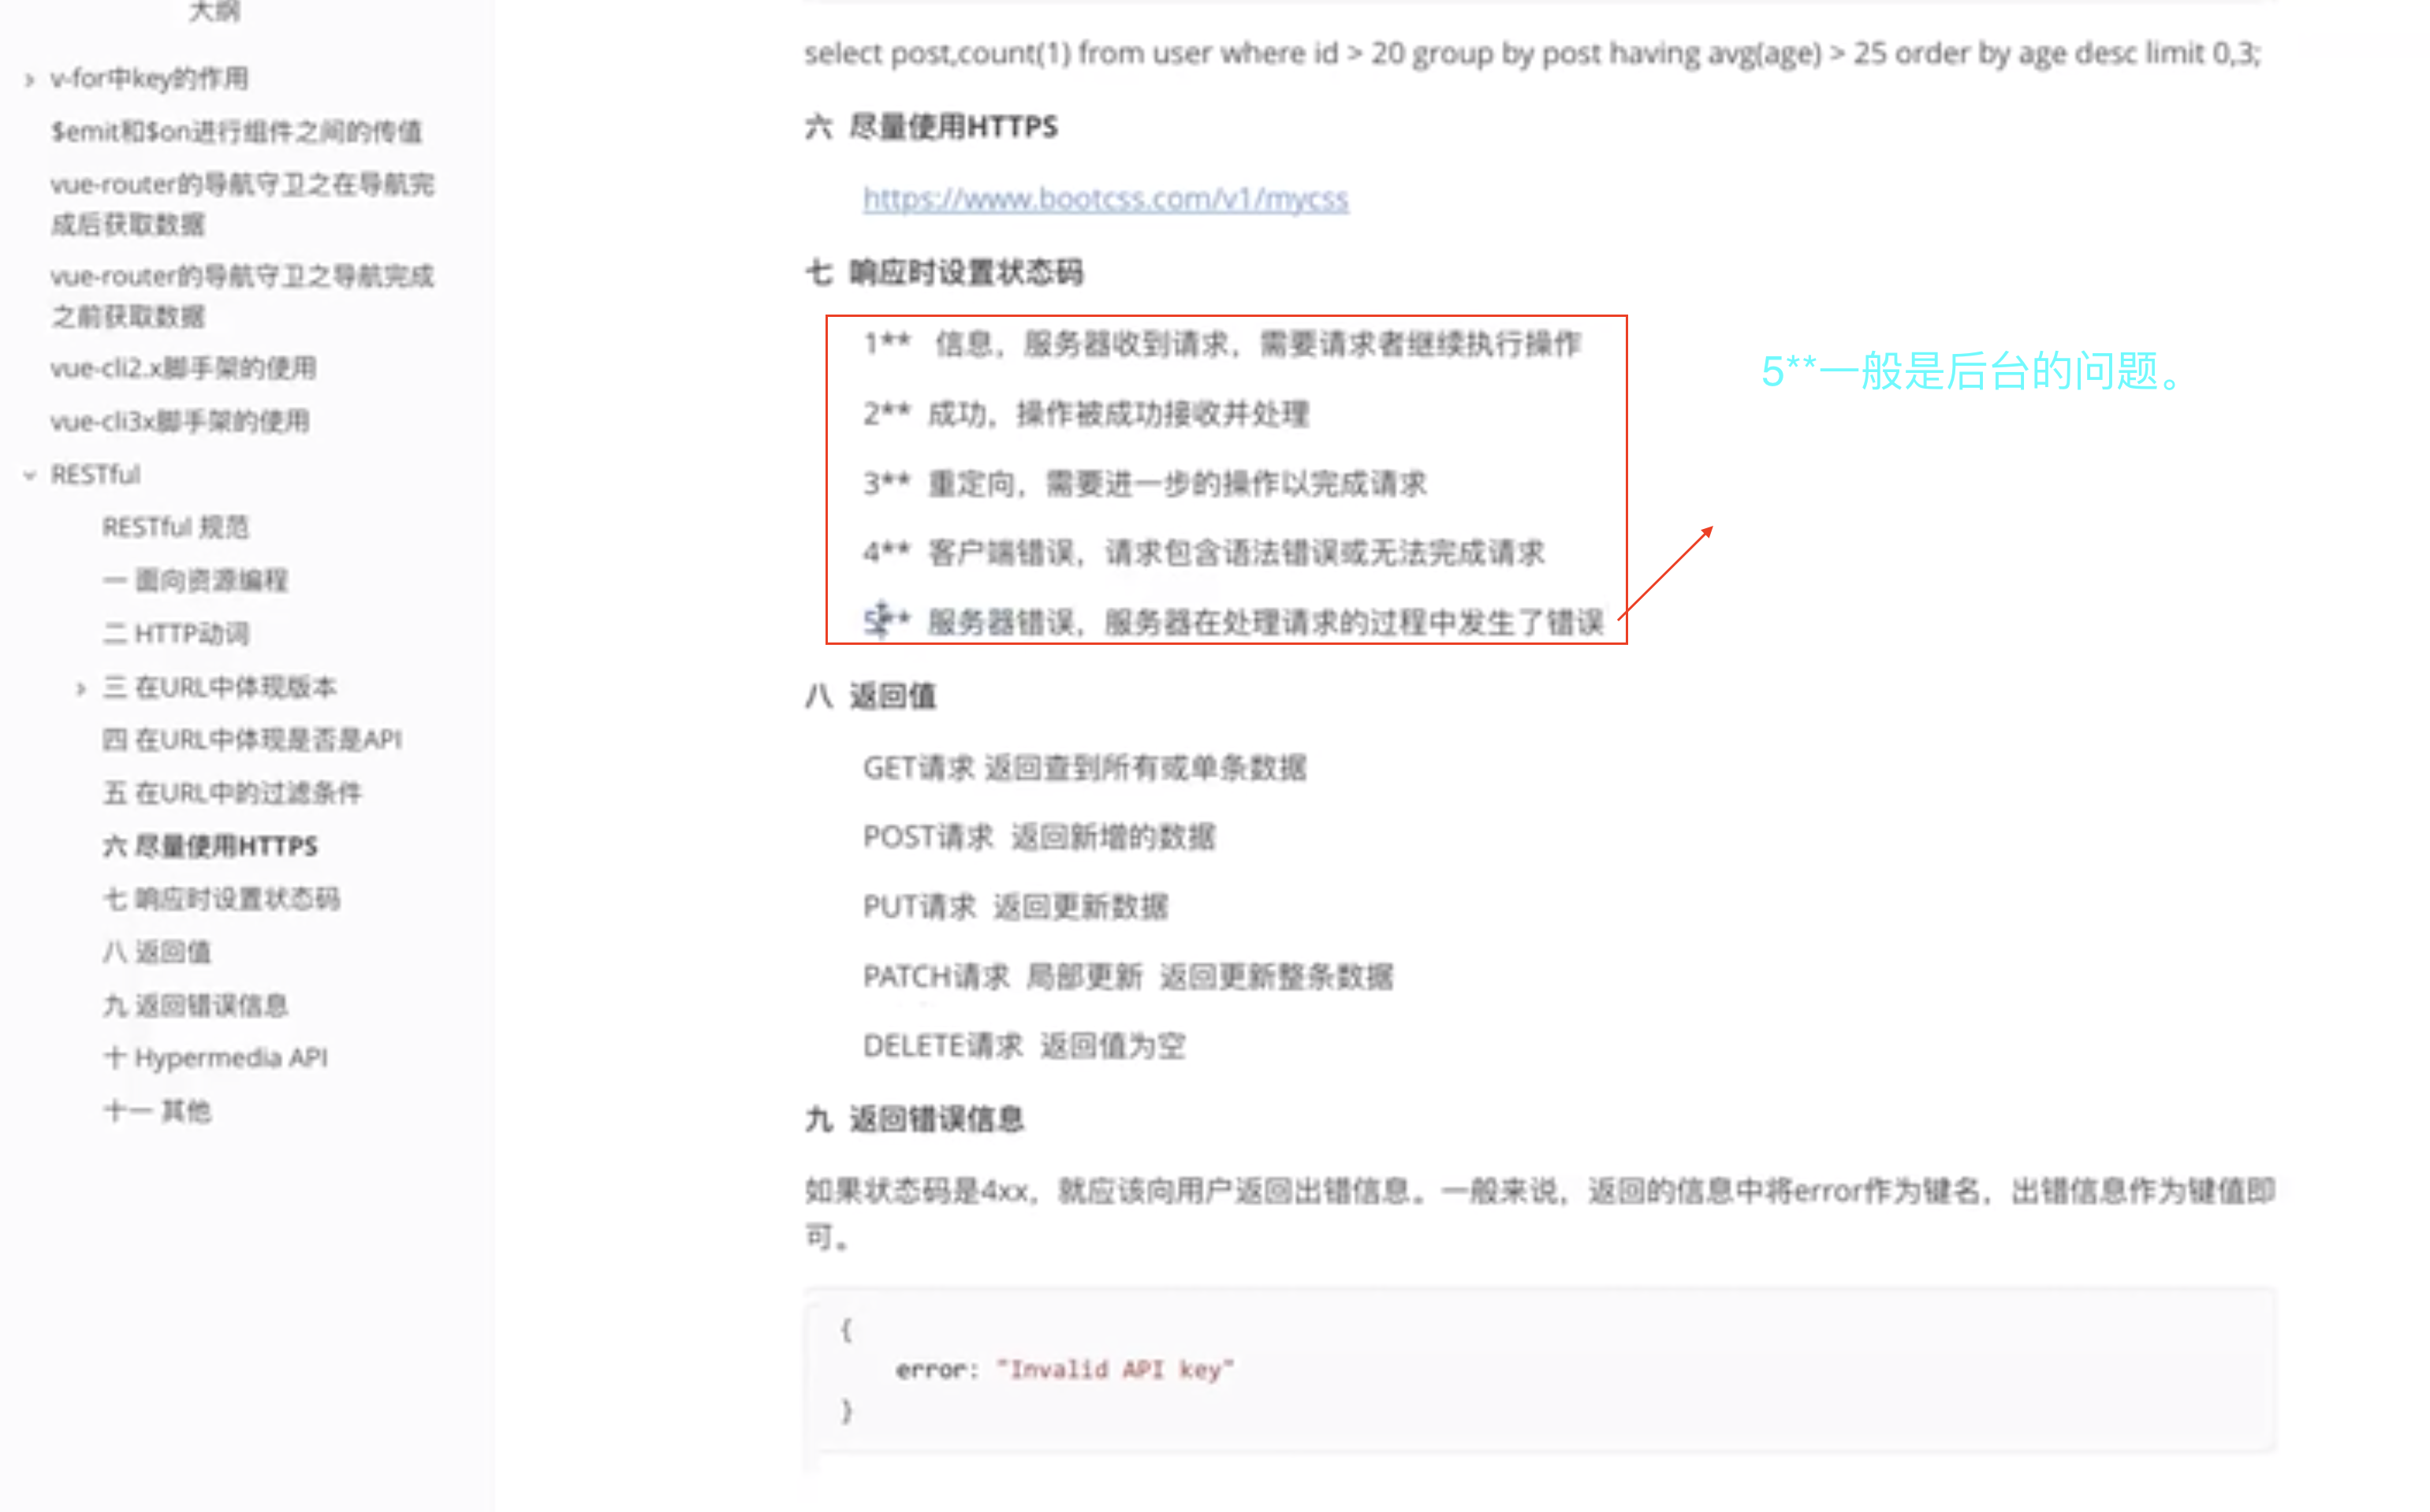 大纲
v-for中key的作用
$emit和$on进行组件之间的传值
vue-router的导航守卫之在导航完
成后获取数据
vue-router的导航守卫之导航完成
之前获取数据
vue-cli2.x脚手架的使用
vue-cli3x脚手架的使用
RESTful
RESTful 规范
一 面向资源编程
二 HTTP动词
三 在URL中体现版本
四 在URL中体现是否是API
五 在URL中的过滤条件
六 尽量使用HTTPS
七 响应时设置状态码
八 返回值
九 返回错误信息
十 Hypermedia API
十一 其他
select post,count(1) from user where id > 20 group by post having avg(age) > 25 order by age desc limit 0,3;
六 尽量使用HTTPS
https://www.bootcss.com/v1/mycss
七 响应时设置状态码
1** 信息，服务器收到请求，需要请求者继续执行操作
2** 成功，操作被成功接收并处理
3** 重定向，需要进一步的操作以完成请求
4** 客户端错误，请求包含语法错误或无法完成请求
5** 服务器错误，服务器在处理请求的过程中发生了错误
5**一般是后台的问题。
八 返回值
GET请求 返回查到所有或单条数据
POST请求 返回新增的数据
PUT请求 返回更新数据
PATCH请求 局部更新 返回更新整条数据
DELETE请求 返回值为空
九 返回错误信息
如果状态码是4xx，就应该向用户返回出错信息。一般来说，返回的信息中将error作为键名，出错信息作为键值即
可。
{
error: "Invalid API key"
}